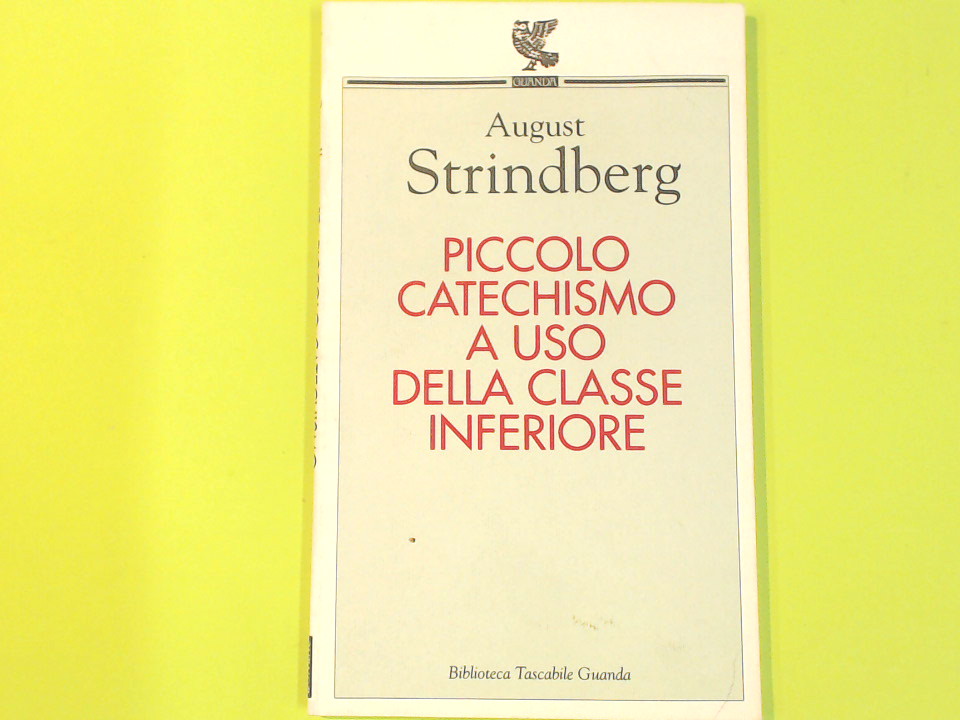 GUANDA
August
Strindberg
PICCOLO
CATECHISMO
A USO
DELLA CLASSE
INFERIORE
Biblioteca Tascabile Guanda